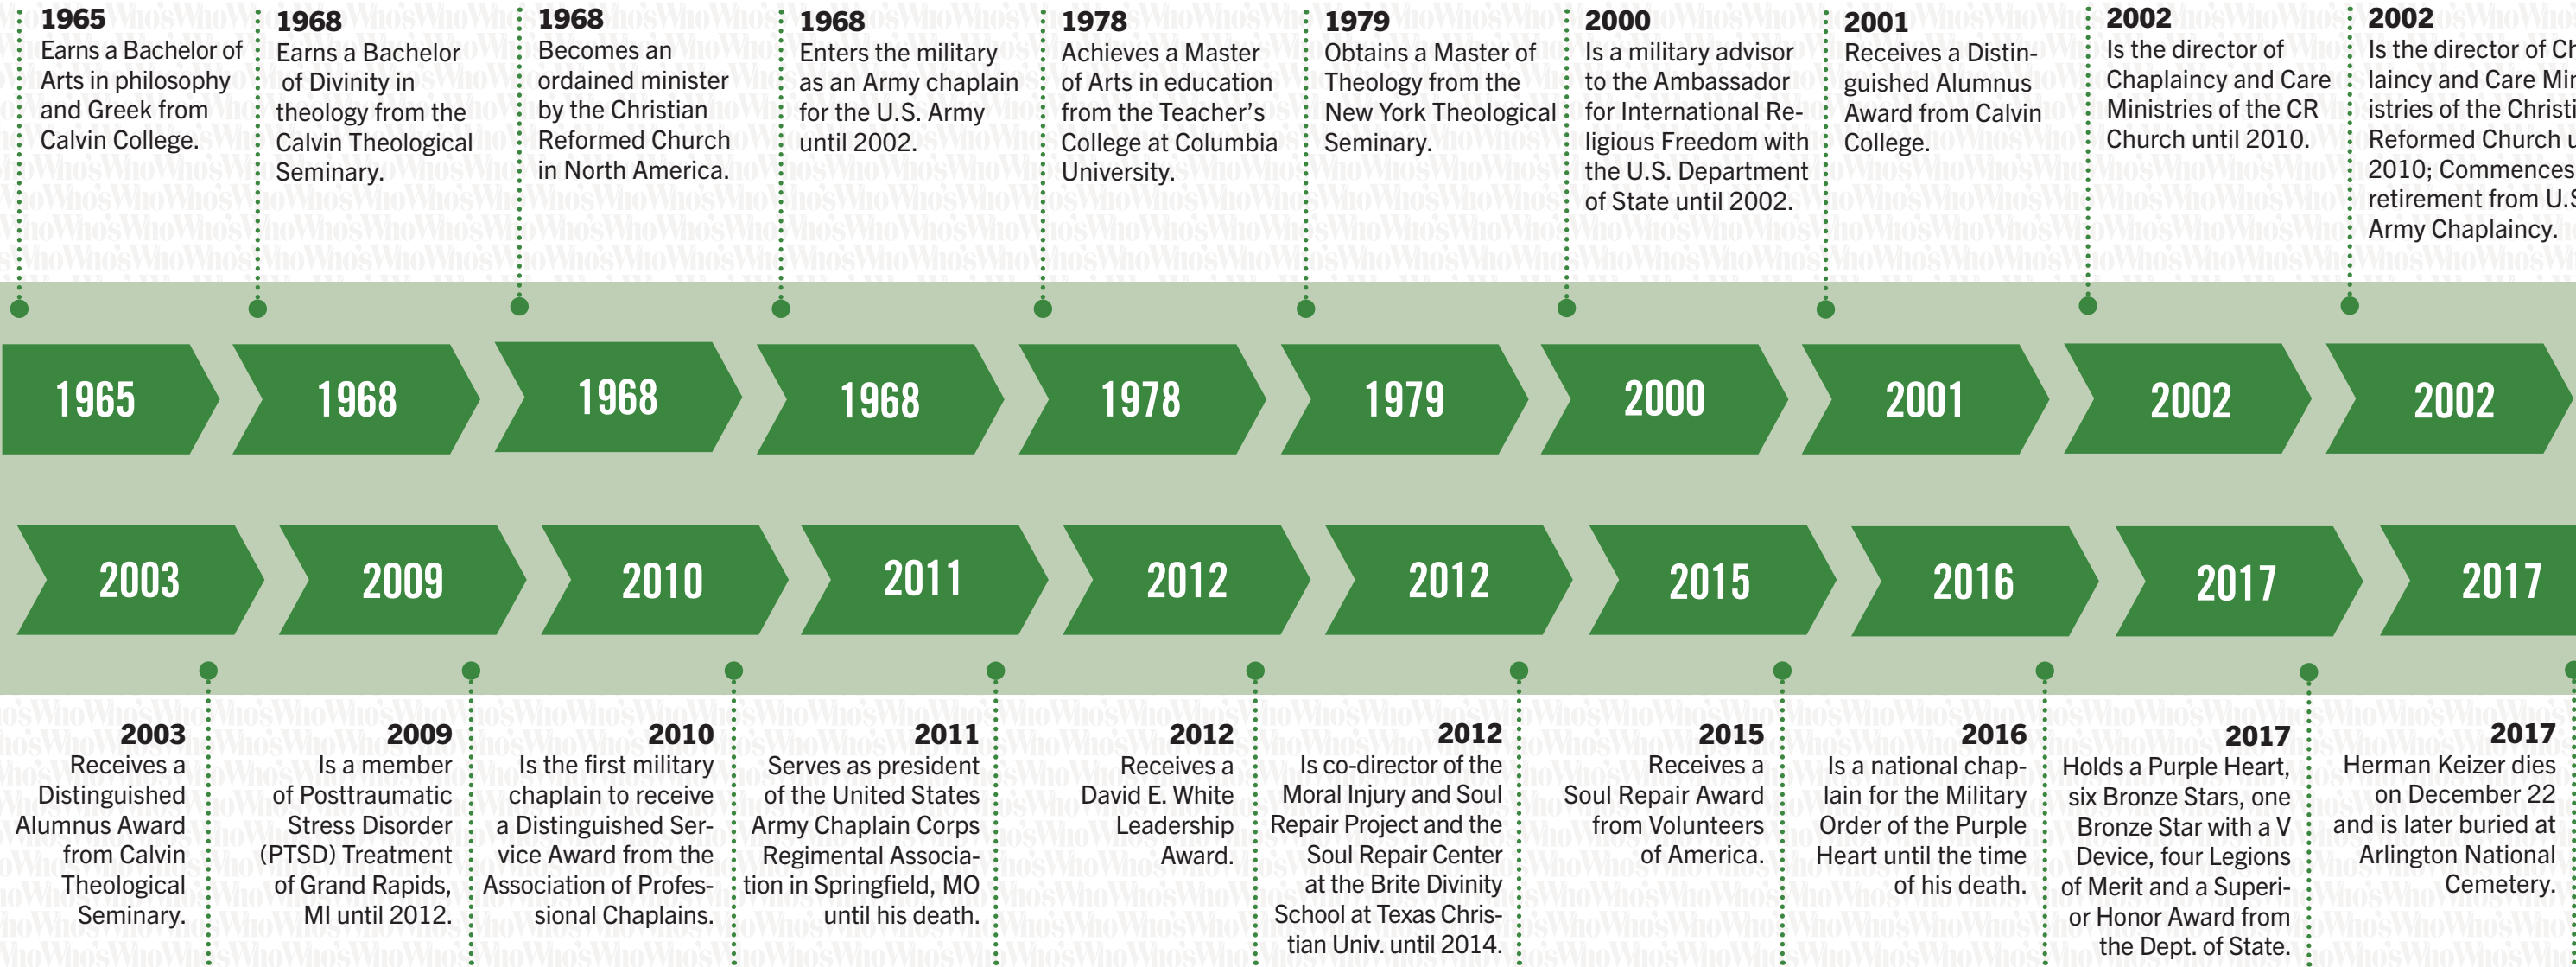 1965
Earns a Bachelor of
Arts in philosophy
and Greek from
Calvin College.
1968
Earns a Bachelor
of Divinity in
theology from the
Calvin Theological
Seminary.
1968
Becomes an
ordained minister
by the Christian
Reformed Church
in North America.
1968
Enters the military
as an Army chaplain
for the U.S. Army
until 2002.
1978
Achieves a Master
of Arts in education
from the Teacher’s
College at Columbia
University.
1979
Obtains a Master of
Theology from the
New York Theological
Seminary.
2000
Is a military advisor
to the Ambassador
for International Re-
ligious Freedom with
the U.S. Department
of State until 2002.
2001
Receives a Distin-
guished Alumnus
Award from Calvin
College.
2002
Is the director of
Chaplaincy and Care
Ministries of the CR
Church until 2010.
2002
Is the director of
laincy and Care
istries of the
Reformed Church
2010; Commences
retirement from
Army Chaplaincy.
1965
1968
1968
1968
1978
1979
2000
2001
2002
2002
2003
2009
2010
2011
2012
2012
2015
2016
2017
2017
2003
Receives a
Distinguished
Alumnus Award
from Calvin
Theological
Seminary.
2009
Is a member
of Posttraumatic
Stress Disorder
(PTSD) Treatment
of Grand Rapids,
MI until 2012.
2010
Is the first military
chaplain to receive
a Distinguished Ser-
vice Award from the
Association of Profes-
sional Chaplains.
2011
Serves as president
of the United States
Army Chaplain Corps
Regimental Associa-
tion in Springfield, MO
until his death.
2012
Receives a
David E. White
Leadership
Award.
2012
Is co-director of the
Moral Injury and Soul
Repair Project and the
Soul Repair Center
at the Brite Divinity
School at Texas Chris-
tian Univ. until 2014.
2015
Receives a
Soul Repair Award
from Volunteers
of America.
2016
Is a national chap-
lain for the Military
Order of the Purple
Heart until the time
of his death.
2017
Holds a Purple Heart,
six Bronze Stars, one
Bronze Star with a V
Device, four Legions
of Merit and a Superi-
or Honor Award from
the Dept. of State.
2017
Herman Keizer dies
on December 22
and is later buried at
Arlington National
Cemetery.